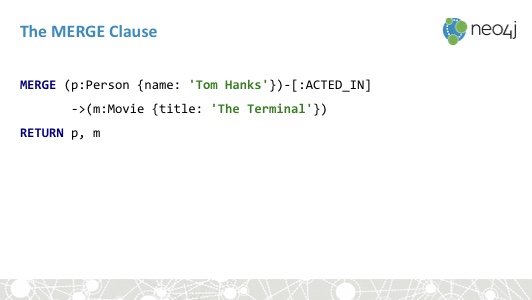 The MERGE Clause
neo4j
MERGE (p:Person {name: 'Tom Hanks'})-[:ACTED_IN]
->(m:Movie {title: 'The Terminal'})
RETURN p, m